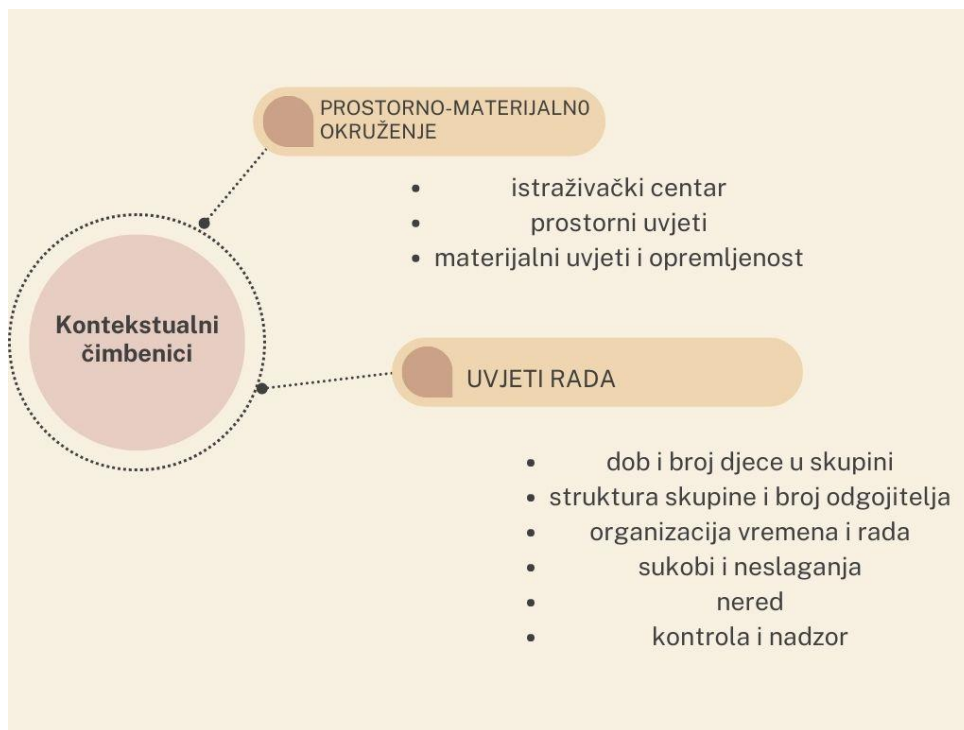 PROSTORNO-MATERIJALN0
OKRUŽENJE
• istraživački centar
• prostorni uvjeti
• materijalni uvjeti i opremljenost
Kontekstualni
čimbenici
UVJETI RADA
• dob i broj djece u skupini
• struktura skupine i broj odgojitelja
• organizacija vremena i rada
• sukobi i neslaganja
• nered
• kontrola i nadzor